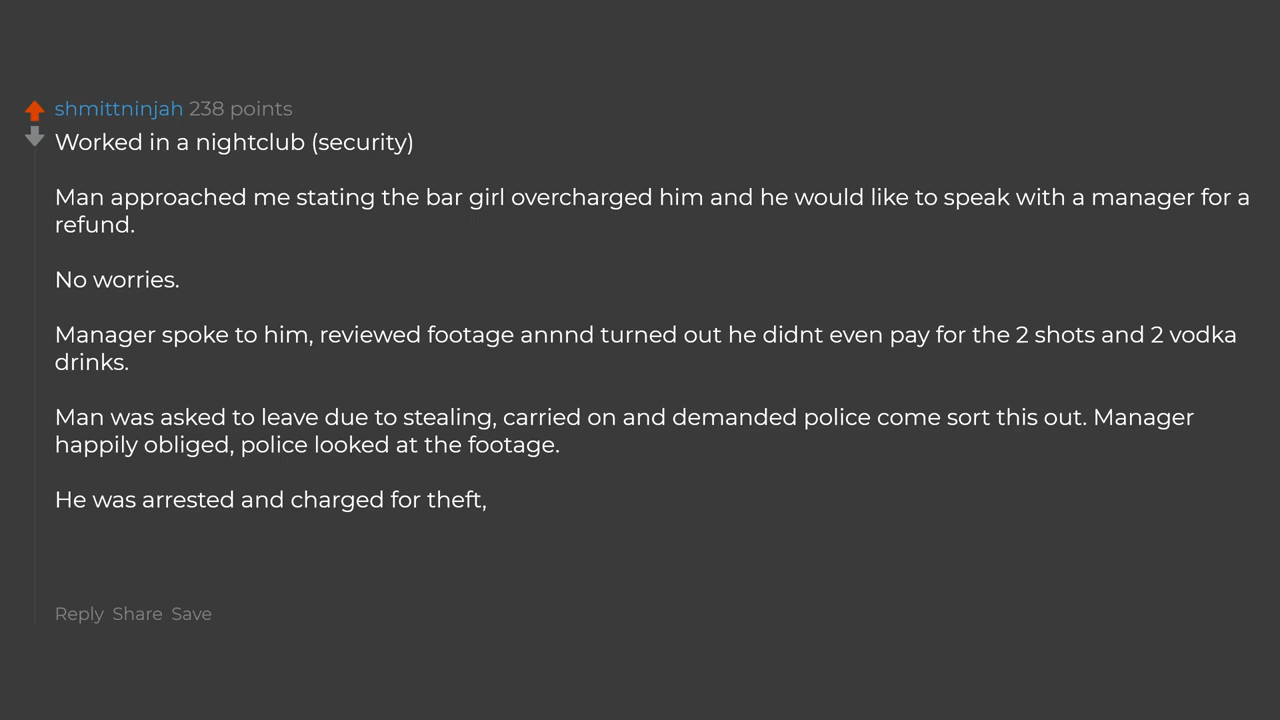 shmittninjah 238 points
Worked in a nightclub (security)
Man approached me stating the bar girl overcharged him and he would like to speak with a manager for a
refund.
No worries.
Manager spoke to him, reviewed footage annnd turned out he didnt even pay for the 2 shots and 2 vodka
drinks.
Man was asked to leave due to stealing, carried on and demanded police come sort this out. Manager
happily obliged, police looked at the footage.
He was arrested and charged for theft,
Reply Share Save